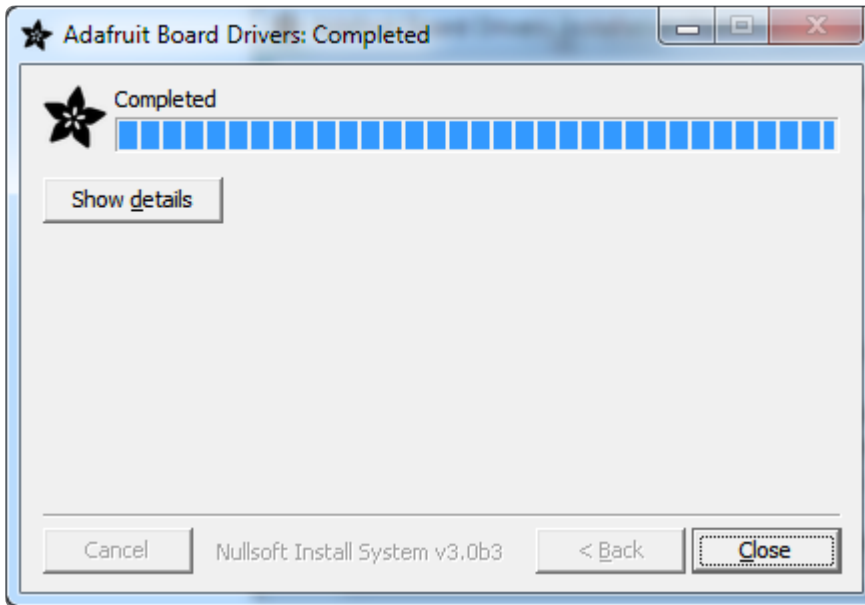 Adafruit Board Drivers: Completed
Completed
Show details
Cancel
Nullsoft Install System v3.0b3
< Back
Close